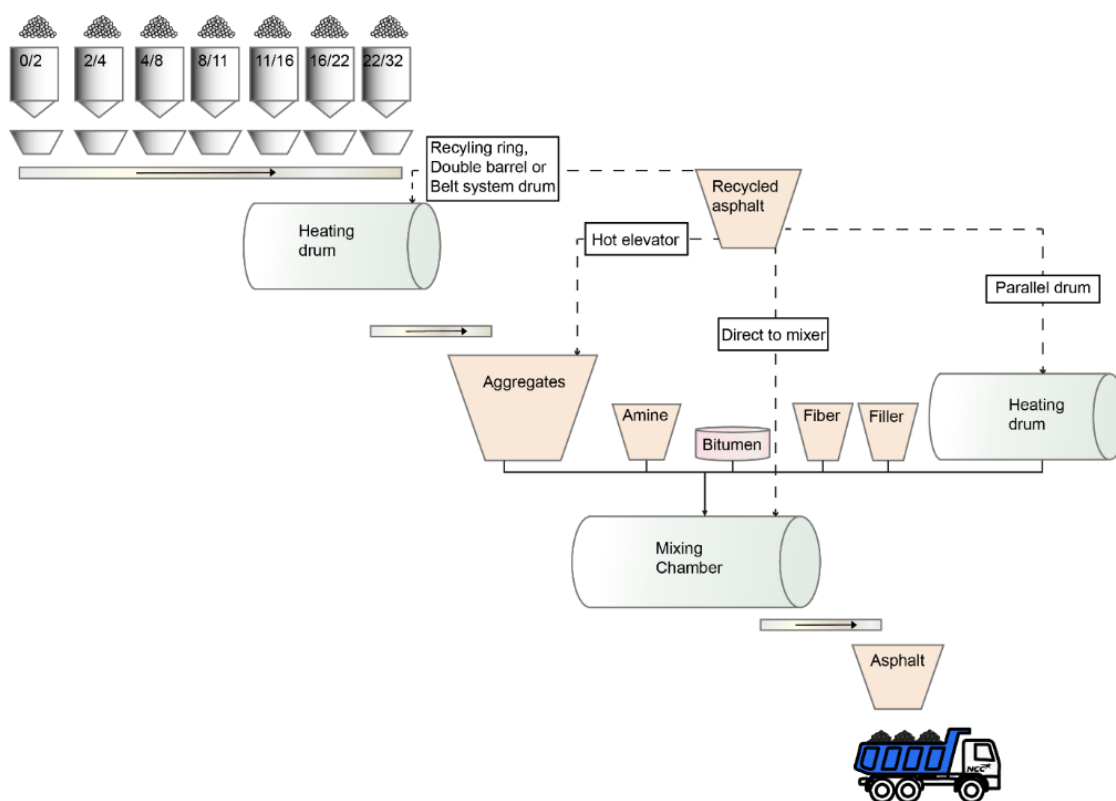 0/2
2/4
4/8
8/11
11/16
16/22
22/32
Recyling ring,
Double barrel or
Belt system drum
Recycled
asphalt
Heating
drum
Hot elevator
Parallel drum
Direct to mixer
Aggregates
Amine
Bitumen
Fiber
Filler
Heating
drum
Mixing
Chamber
Asphalt
NCC